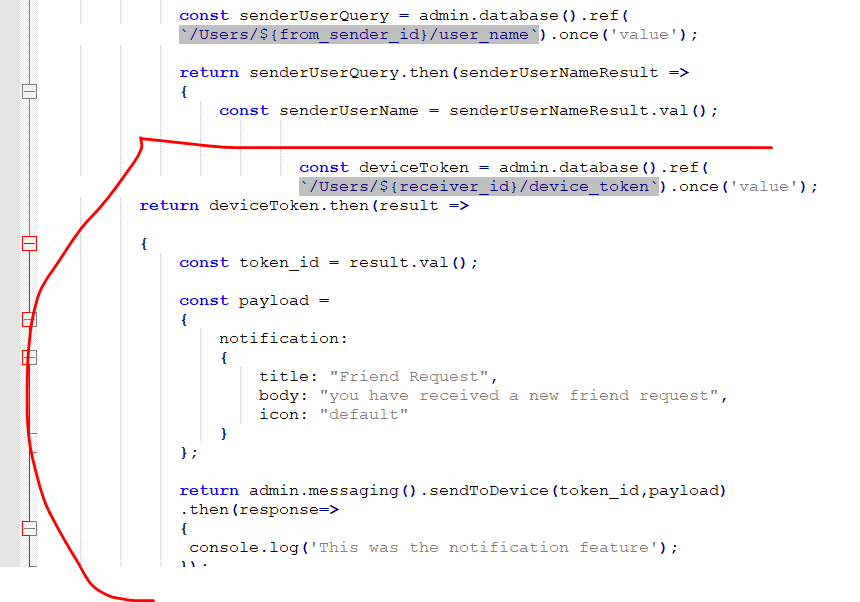 const senderUserQuery = admin.database().ref(
`/Users/${from_sender_id}/user_name`).once('value');
return senderUserQuery.then(senderUserNameResult =>
{
const senderUserName = senderUserNameResult.val();
const deviceToken = admin.database().ref(
`/Users/${receiver_id}/device_token`).once('value');
return deviceToken.then(result =>
{
const token_id = result.val();
const payload =
{
notification:
{
title: "Friend Request",
body: "you have received a new friend request",
icon: "default"
}
};
return admin.messaging().sendToDevice(token_id,payload)
.then(response=>
{
console.log('This was the notification feature');
});